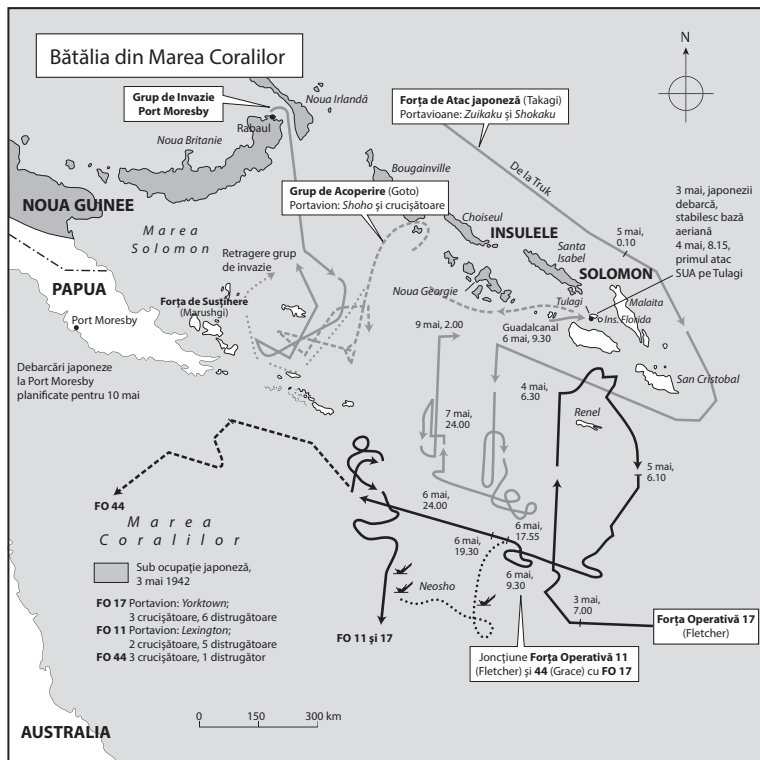 Bătălia din Marea Coralilor
N
Grup de Invazie
Port Moresby
Noua Irlandă
Rabaul
Noua Britanie
Forța de Atac japoneză (Takagi)
Portavioane: Zuikaku și Shokaku
De la Truk
Bougainville
Grup de Acoperire (Goto)
Portavion: Shoho și crucișătoare
Choiseul
3 mai, japonezii
debarcă,
stabilesc bază
aeriană
4 mai, 8.15,
primul atac
SUA pe Tulagi
NOUA GUINEE
INSULELE
SOLOMON
Marea
Solomon
Santa
Isabel
5 mai,
0.10
Retragere grup
de invazie
PAPUA
Forța de Susținere
(Marushgi)
Noua Georgie
Tulagi
Malaita
Ins. Florida
Port Moresby
9 mai, 2.00
Guadalcanal
6 mai, 9.30
Debarcări japoneze
la Port Moresby
planificate pentru 10 mai
San Cristobal
4 mai,
6.30
Renel
7 mai,
24.00
5 mai,
6.10
6 mai,
24.00
FO 44
Marea
Coralilor
6 mai,
17.55
6 mai,
19.30
6 mai,
9.30
Neosho
3 mai,
7.00
Sub ocupație japoneză,
3 mai 1942
FO 17 Portavion: Yorktown;
3 crucișătoare, 6 distrugătoare
FO 11 Portavion: Lexington;
2 crucișătoare, 5 distrugătoare
FO 44 3 crucișătoare, 1 distrugător
FO 11 și 17
Forța Operativă 17
(Fletcher)
Joncțiune Forța Operativă 11
(Fletcher) și 44 (Grace) cu FO 17
AUSTRALIA
0 150 300 km